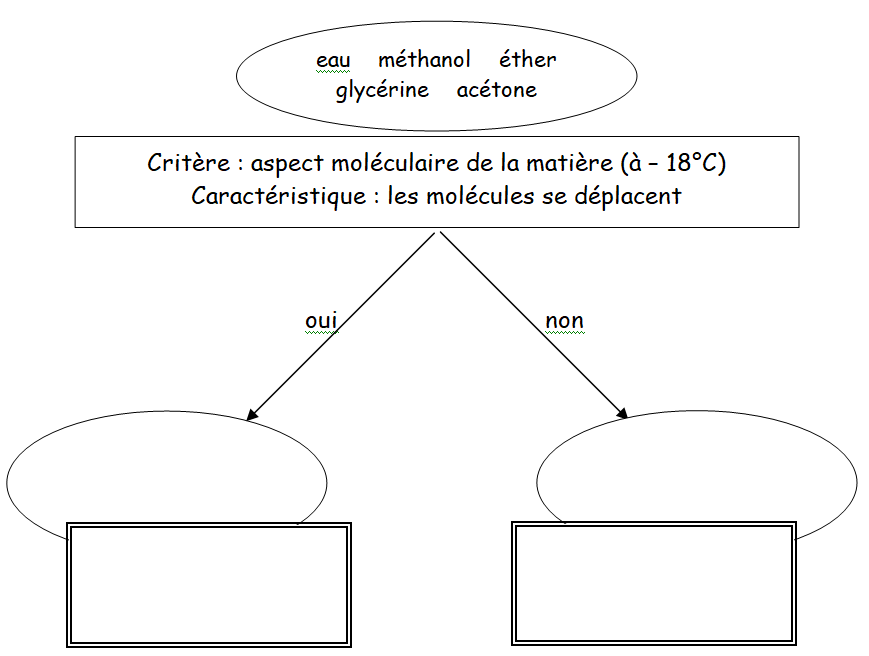 eau méthanol éther
glycérine acétone
Critère : aspect moléculaire de la matière (à – 18°C)
Caractéristique : les molécules se déplacent
oui
non